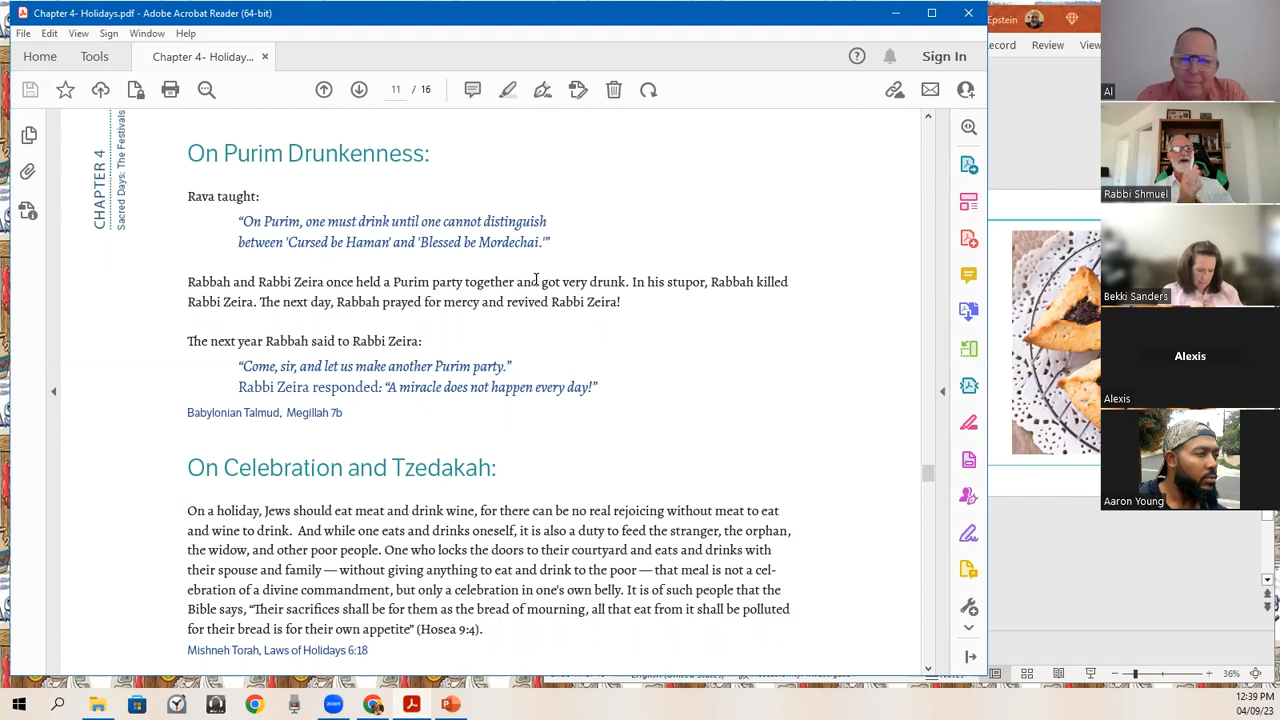 Chapter 4- Holidays.pdf - Adobe Acrobat Reader (64-bit)
File Edit View Sign Window Help
Home Tools Chapter 4- Holiday... × Sign In
11 / 16
CHAPTER 4
Sacred Days: The Festivals
On Purim Drunkenness:
Rava taught:
“On Purim, one must drink until one cannot distinguish
between 'Cursed be Haman' and 'Blessed be Mordechai.'”
Rabbah and Rabbi Zeira once held a Purim party together and got very drunk. In his stupor, Rabbah killed
Rabbi Zeira. The next day, Rabbah prayed for mercy and revived Rabbi Zeira!
The next year Rabbah said to Rabbi Zeira:
“Come, sir, and let us make another Purim party.”
Rabbi Zeira responded: “A miracle does not happen every day!”
Babylonian Talmud, Megillah 7b
On Celebration and Tzedakah:
On a holiday, Jews should eat meat and drink wine, for there can be no real rejoicing without meat to eat
and wine to drink. And while one eats and drinks oneself, it is also a duty to feed the stranger, the orphan,
the widow, and other poor people. One who locks the doors to their courtyard and eats and drinks with
their spouse and family — without giving anything to eat and drink to the poor — that meal is not a cel-
ebration of a divine commandment, but only a celebration in one's own belly. It is of such people that the
Bible says, “Their sacrifices shall be for them as the bread of mourning, all that eat from it shall be polluted
for their bread is for their own appetite” (Hosea 9:4).
Mishneh Torah, Laws of Holidays 6:18
Epstein
ecord Review View
Al
Rabbi Shmuel
Bekki Sanders
Alexis
Alexis
Aaron Young
36%
12:39 PM
04/09/23